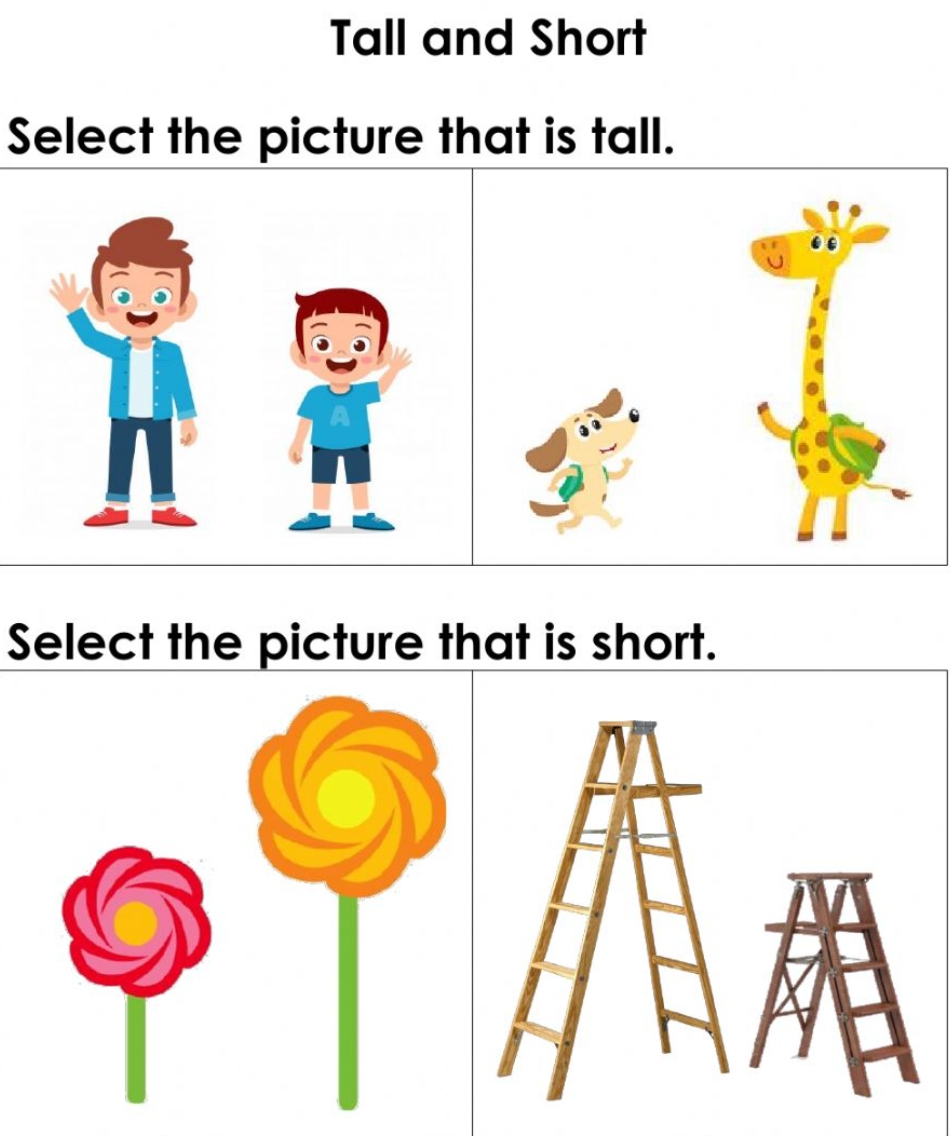 Tall and Short
Select the picture that is tall.
A
Select the picture that is short.